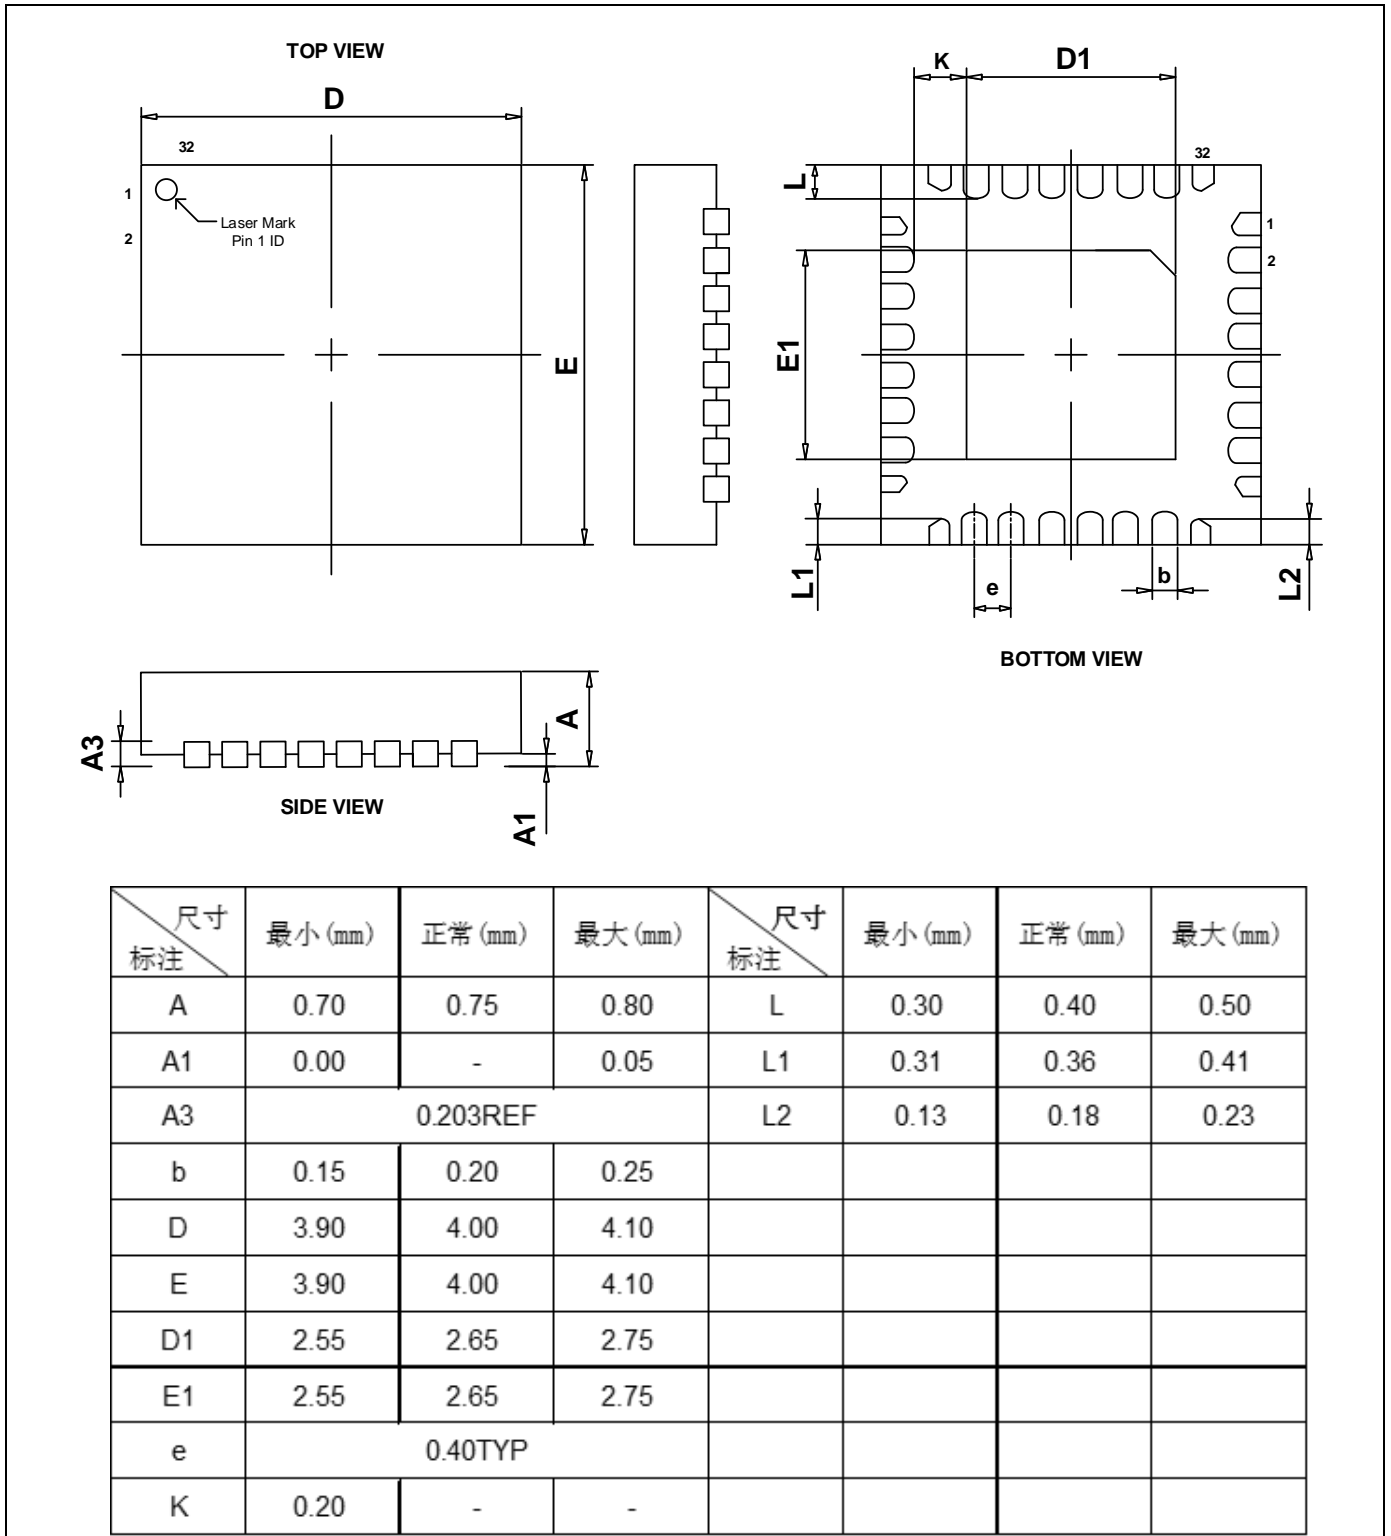 TOP VIEW
D
32
1
2
Laser Mark
Pin 1 ID
E
K
D1
L
32
1
2
E1
L1
e
b
L2
BOTTOM VIEW
A3
A
A1
SIDE VIEW
尺寸 标注 最小(mm) 正常(mm) 最大(mm) 尺寸 标注 最小(mm) 正常(mm) 最大(mm)
A 0.70 0.75 0.80 L 0.30 0.40 0.50
A1 0.00 - 0.05 L1 0.31 0.36 0.41
A3 0.203REF L2 0.13 0.18 0.23
b 0.15 0.20 0.25
D 3.90 4.00 4.10
E 3.90 4.00 4.10
D1 2.55 2.65 2.75
E1 2.55 2.65 2.75
e 0.40TYP
K 0.20 - -